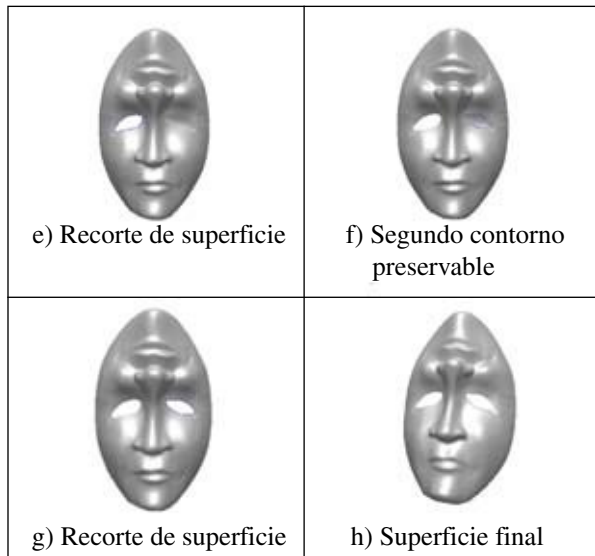 e) Recorte de superficie
f) Segundo contorno
preservable
g) Recorte de superficie
h) Superficie final